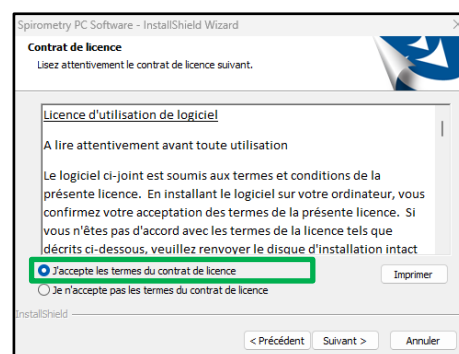 Spirometry PC Software - InstallShield Wizard
Contrat de licence
Lisez attentivement le contrat de licence suivant.
Licence d'utilisation de logiciel
A lire attentivement avant toute utilisation
Le logiciel ci-joint est soumis aux termes et conditions de la
présente licence. En installant le logiciel sur votre ordinateur, vous
confirmez votre acceptation des termes de la présente licence. Si
vous n'êtes pas d'accord avec les termes de la licence tels que
décrits ci-dessous, veuillez renvoyer le disque d'installation intact
J'accepte les termes du contrat de licence
Imprimer
Je n'accepte pas les termes du contrat de licence
InstallShield
< Précédent Suivant > Annuler